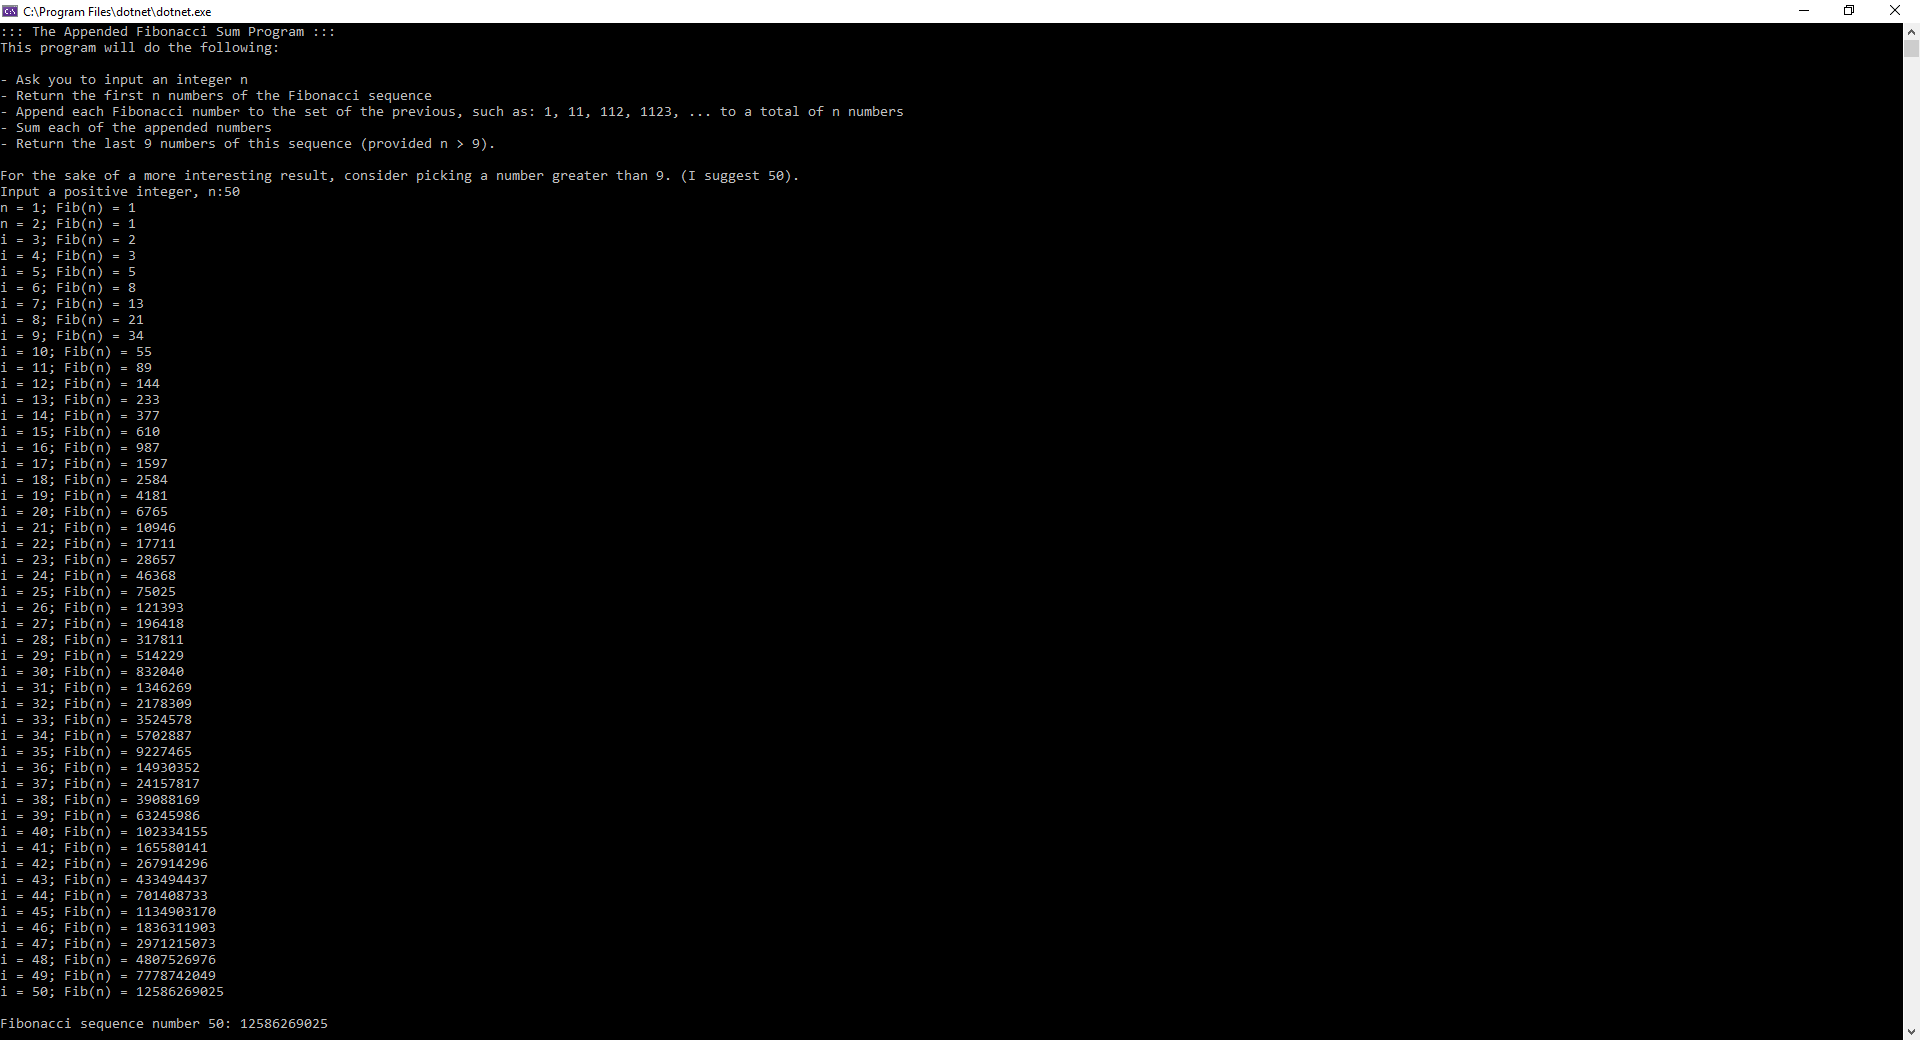 C:\Program Files\dotnet\dotnet.exe
::: The Appended Fibonacci Sum Program :::
This program will do the following:
- Ask you to input an integer n
- Return the first n numbers of the Fibonacci sequence
- Append each Fibonacci number to the set of the previous, such as: 1, 11, 112, 1123, ... to a total of n numbers
- Sum each of the appended numbers
- Return the last 9 numbers of this sequence (provided n > 9).
For the sake of a more interesting result, consider picking a number greater than 9. (I suggest 50).
Input a positive integer, n:50
n = 1; Fib(n) = 1
n = 2; Fib(n) = 1
i = 3; Fib(n) = 2
i = 4; Fib(n) = 3
i = 5; Fib(n) = 5
i = 6; Fib(n) = 8
i = 7; Fib(n) = 13
i = 8; Fib(n) = 21
i = 9; Fib(n) = 34
i = 10; Fib(n) = 55
i = 11; Fib(n) = 89
i = 12; Fib(n) = 144
i = 13; Fib(n) = 233
i = 14; Fib(n) = 377
i = 15; Fib(n) = 610
i = 16; Fib(n) = 987
i = 17; Fib(n) = 1597
i = 18; Fib(n) = 2584
i = 19; Fib(n) = 4181
i = 20; Fib(n) = 6765
i = 21; Fib(n) = 10946
i = 22; Fib(n) = 17711
i = 23; Fib(n) = 28657
i = 24; Fib(n) = 46368
i = 25; Fib(n) = 75025
i = 26; Fib(n) = 121393
i = 27; Fib(n) = 196418
i = 28; Fib(n) = 317811
i = 29; Fib(n) = 514229
i = 30; Fib(n) = 832040
i = 31; Fib(n) = 1346269
i = 32; Fib(n) = 2178309
i = 33; Fib(n) = 3524578
i = 34; Fib(n) = 5702887
i = 35; Fib(n) = 9227465
i = 36; Fib(n) = 14930352
i = 37; Fib(n) = 24157817
i = 38; Fib(n) = 39088169
i = 39; Fib(n) = 63245986
i = 40; Fib(n) = 102334155
i = 41; Fib(n) = 165580141
i = 42; Fib(n) = 267914296
i = 43; Fib(n) = 433494437
i = 44; Fib(n) = 701408733
i = 45; Fib(n) = 1134903170
i = 46; Fib(n) = 1836311903
i = 47; Fib(n) = 2971215073
i = 48; Fib(n) = 4807526976
i = 49; Fib(n) = 7778742049
i = 50; Fib(n) = 12586269025
Fibonacci sequence number 50: 12586269025